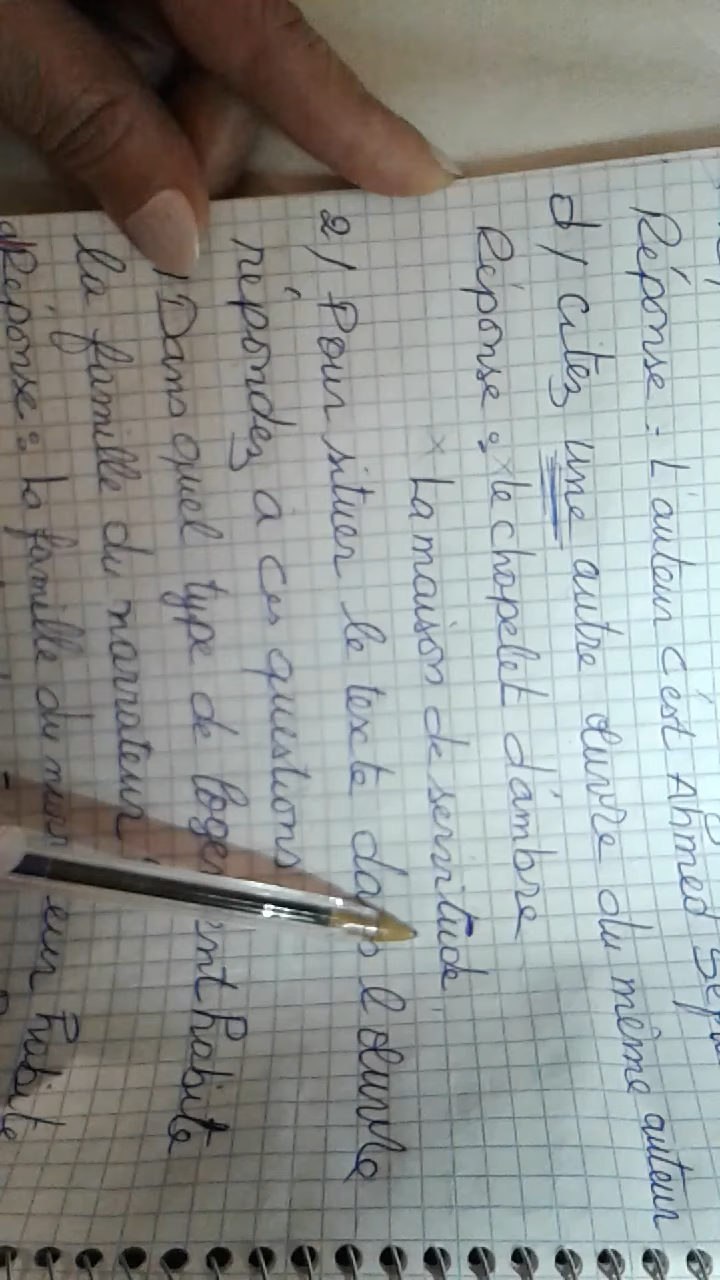 Réponse : L'auteur c'est Ahmed
d/ Citez une autre œuvre du même auteur
Réponse : × le chapelet d'ambre
× La maison de servitude
2/ Pour situer le texte dans l'œuvre
répondez à ces questions
Dans quel type de habite
la famille du narrateur
a) Réponse : La famille du habite